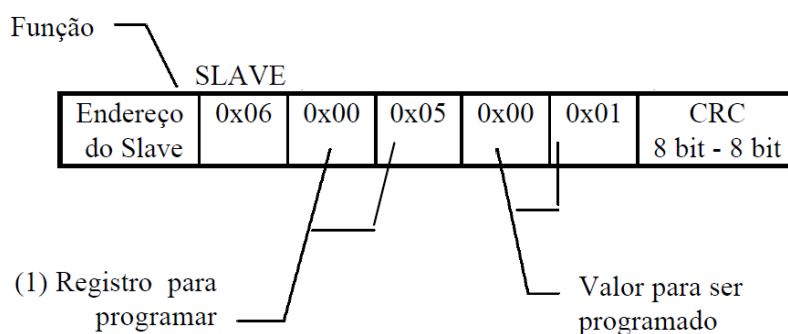 Função
SLAVE
Endereço do Slave
0x06
0x00
0x05
0x00
0x01
CRC
8 bit - 8 bit
(1) Registro para
programar
Valor para ser
programado